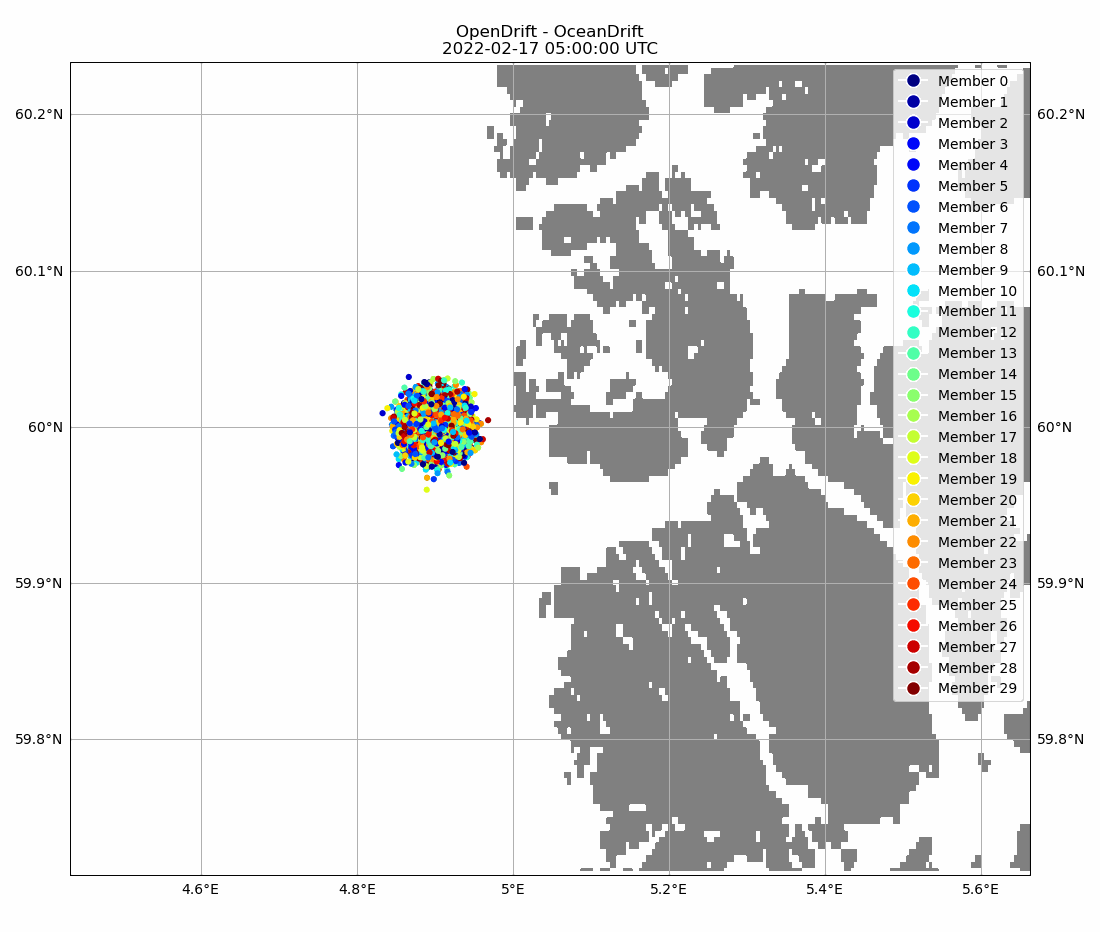 OpenDrift - OceanDrift
2022-02-17 05:00:00 UTC
60.2°N
60.1°N
60°N
59.9°N
59.8°N
Member 0
Member 1
Member 2
Member 3
Member 4
Member 5
Member 6
Member 7
Member 8
Member 9
Member 10
Member 11
Member 12
Member 13
Member 14
Member 15
Member 16
Member 17
Member 18
Member 19
Member 20
Member 21
Member 22
Member 23
Member 24
Member 25
Member 26
Member 27
Member 28
Member 29
60.2°N
60.1°N
60°N
59.9°N
59.8°N
4.6°E 4.8°E 5°E 5.2°E 5.4°E 5.6°E